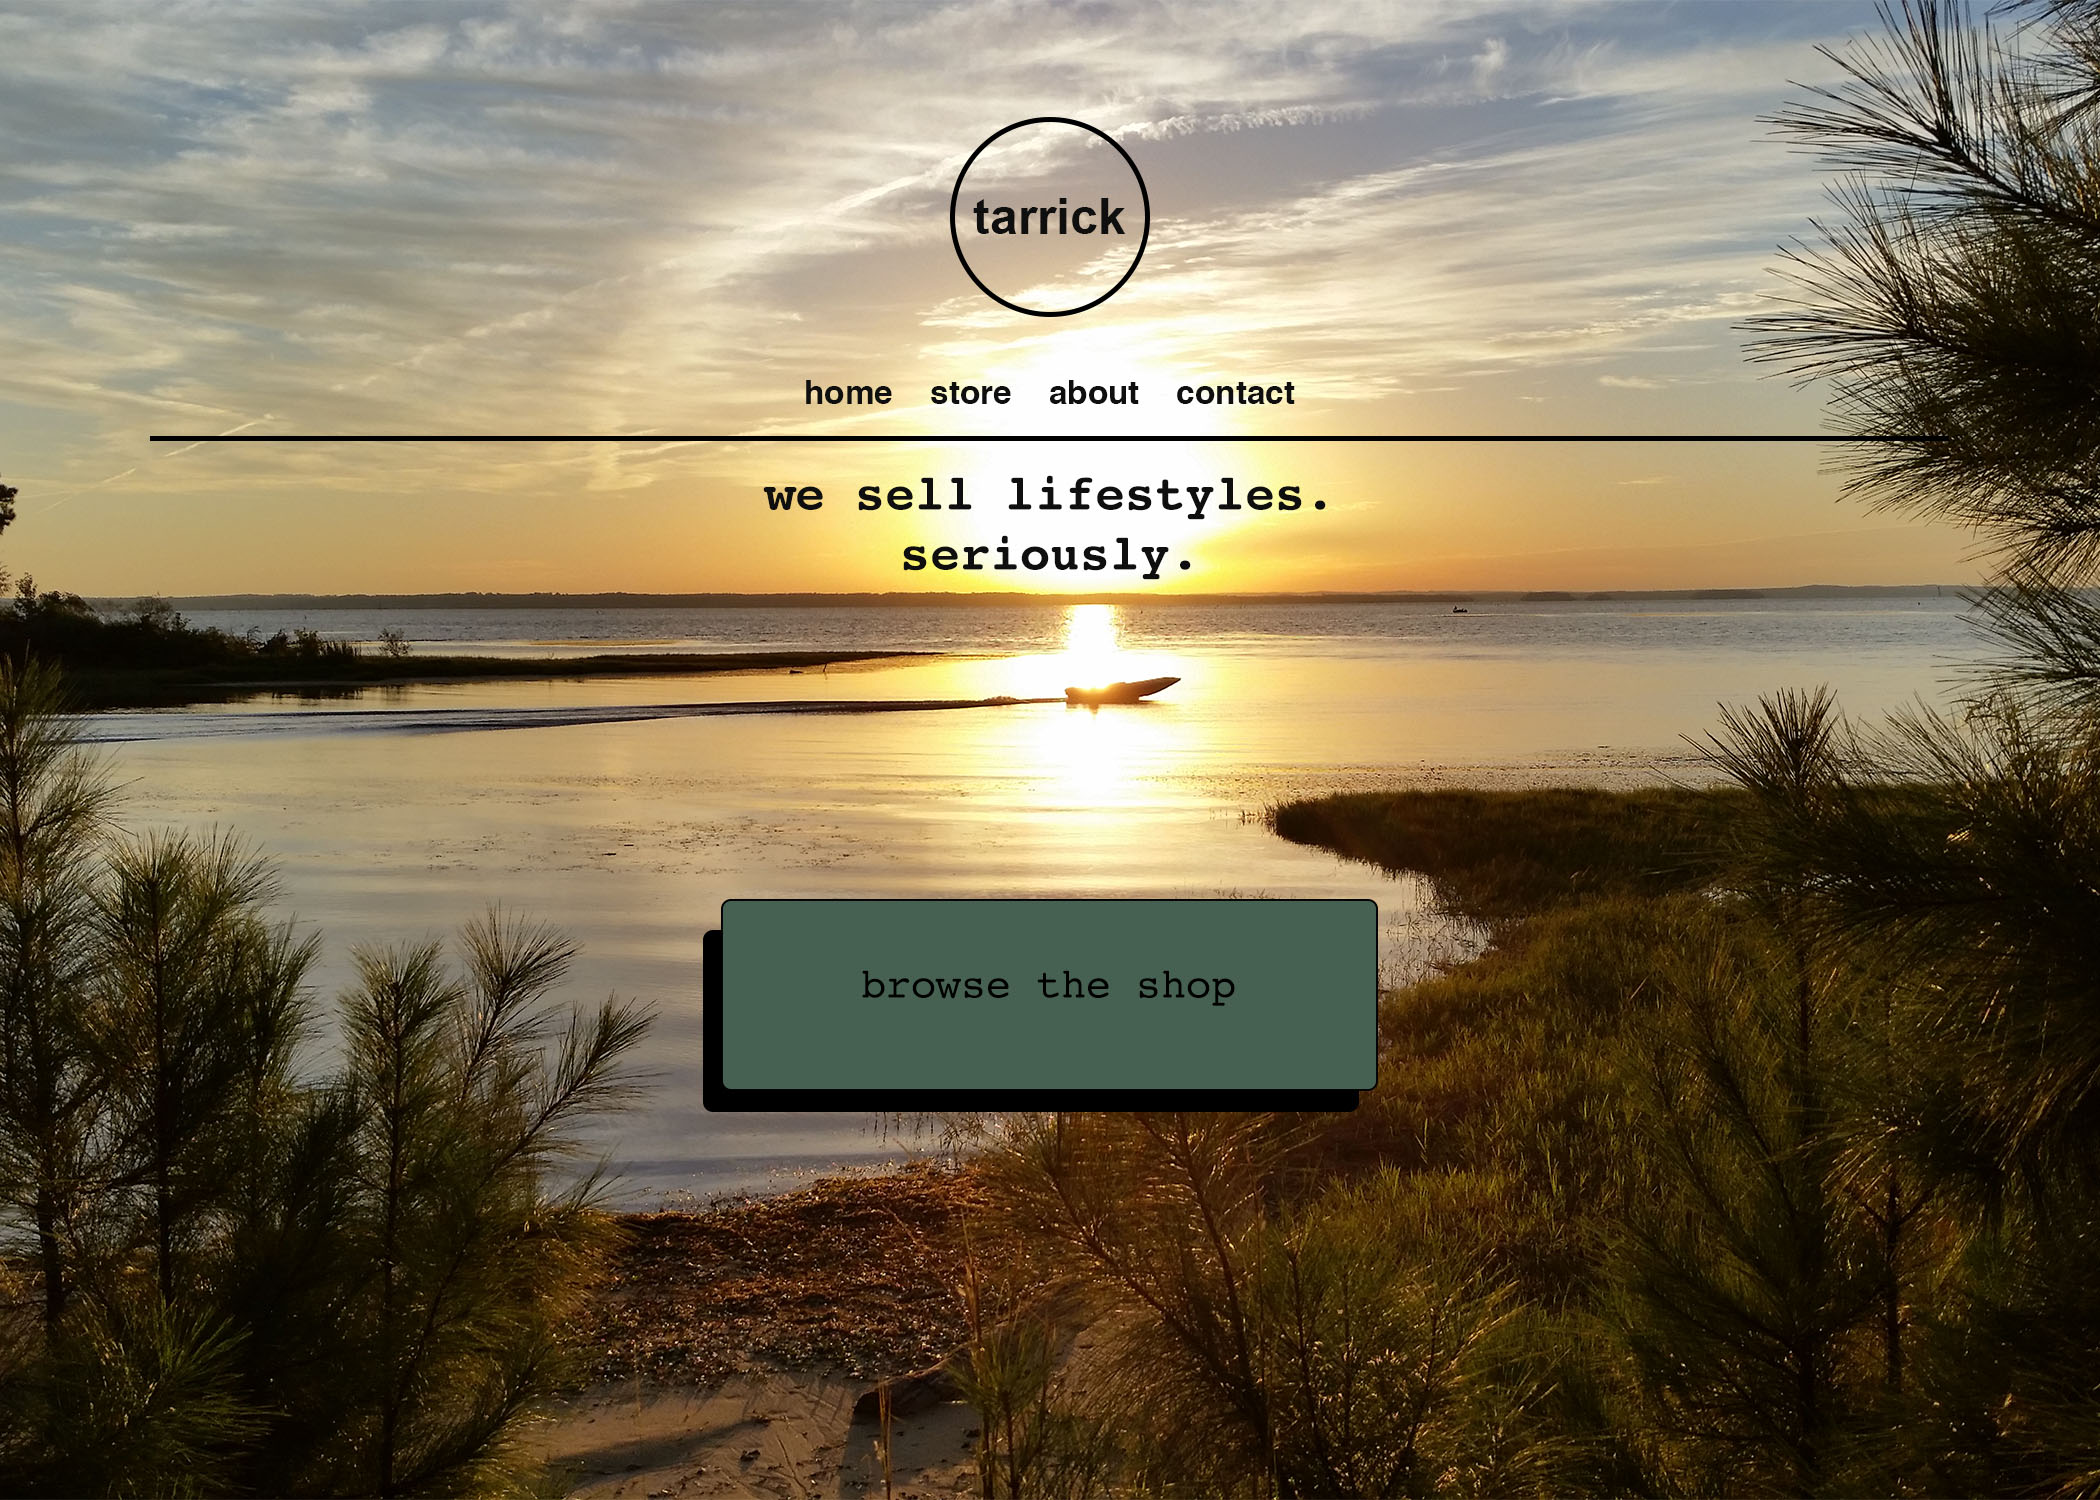 tarrick
home store about contact
we sell lifestyles.
seriously.
browse the shop